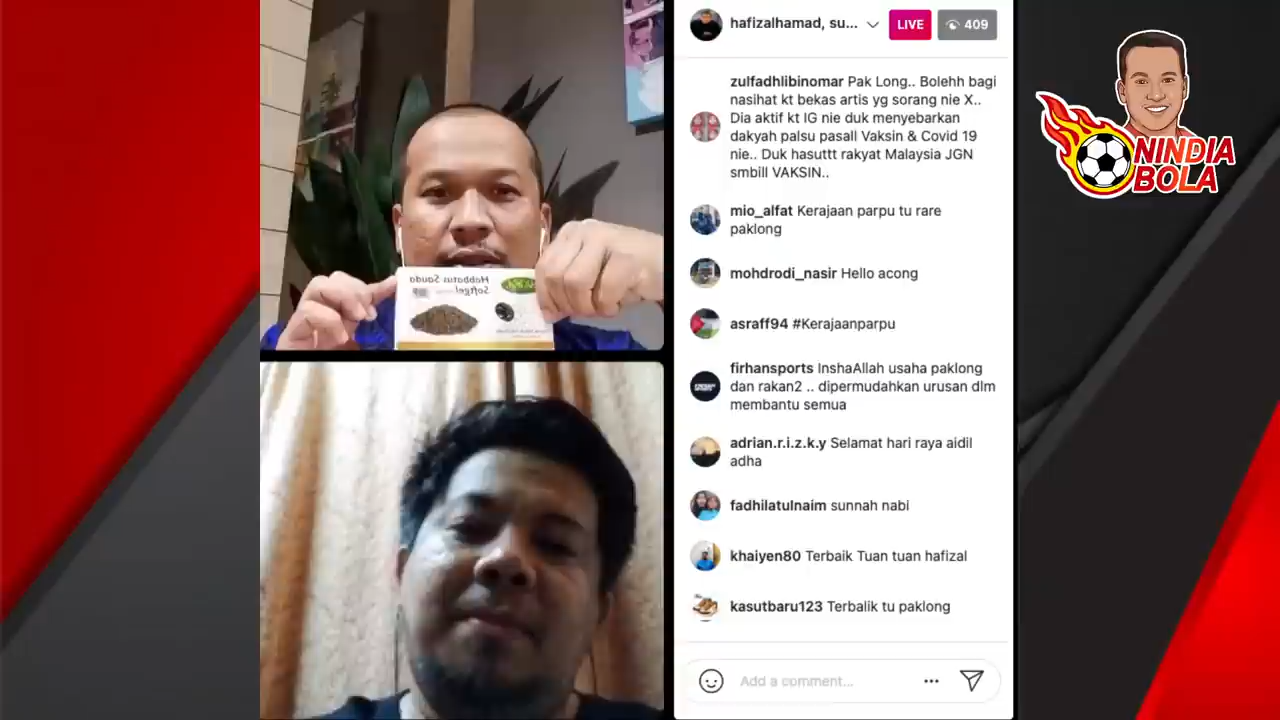 hafizalhamad, su...
LIVE
409
zulfadhlibinomar Pak Long.. Bolehh bagi
nasihat kt bekas artis yg sorang nie X..
Dia aktif kt IG nie duk menyebarkan
dakyah palsu pasall Vaksin & Covid 19
nie.. Duk hasuttt rakyat Malaysia JGN
smbill VAKSIN..
mio_alfat Kerajaan parpu tu rare
paklong
mohdrodi_nasir Hello acong
asraff94 #Kerajaanparpu
firhansports InshaAllah usaha paklong
dan rakan2 .. dipermudahkan urusan dlm
membantu semua
adrian.r.i.z.k.y Selamat hari raya aidil
adha
fadhilatulnaim sunnah nabi
khaiyen80 Terbaik Tuan tuan hafizal
kasutbaru123 Terbalik tu paklong
Add a comment...
NINDIA
BOLA
Habbatus Sauda
Softgel